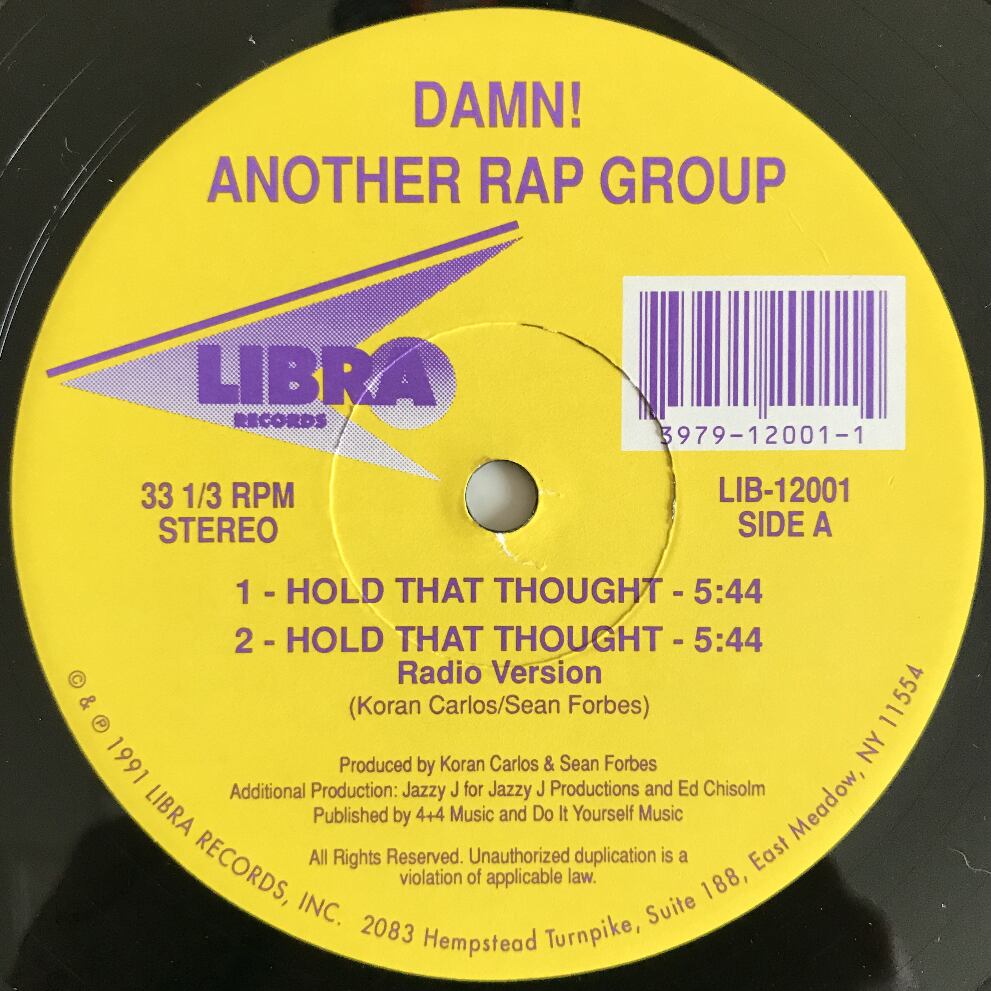 DAMN!
ANOTHER RAP GROUP
LIBRA
RECORDS
3979-12001-1
33 1/3 RPM
STEREO
LIB-12001
SIDE A
1 - HOLD THAT THOUGHT - 5:44
2 - HOLD THAT THOUGHT - 5:44
Radio Version
(Koran Carlos/Sean Forbes)
Produced by Koran Carlos & Sean Forbes
Additional Production: Jazzy J for Jazzy J Productions and Ed Chisolm
Published by 4+4 Music and Do It Yourself Music
All Rights Reserved. Unauthorized duplication is a
violation of applicable law.
© & ℗ 1991 LIBRA RECORDS, INC. 2083 Hempstead Turnpike, Suite 188, East Meadow, NY 11554